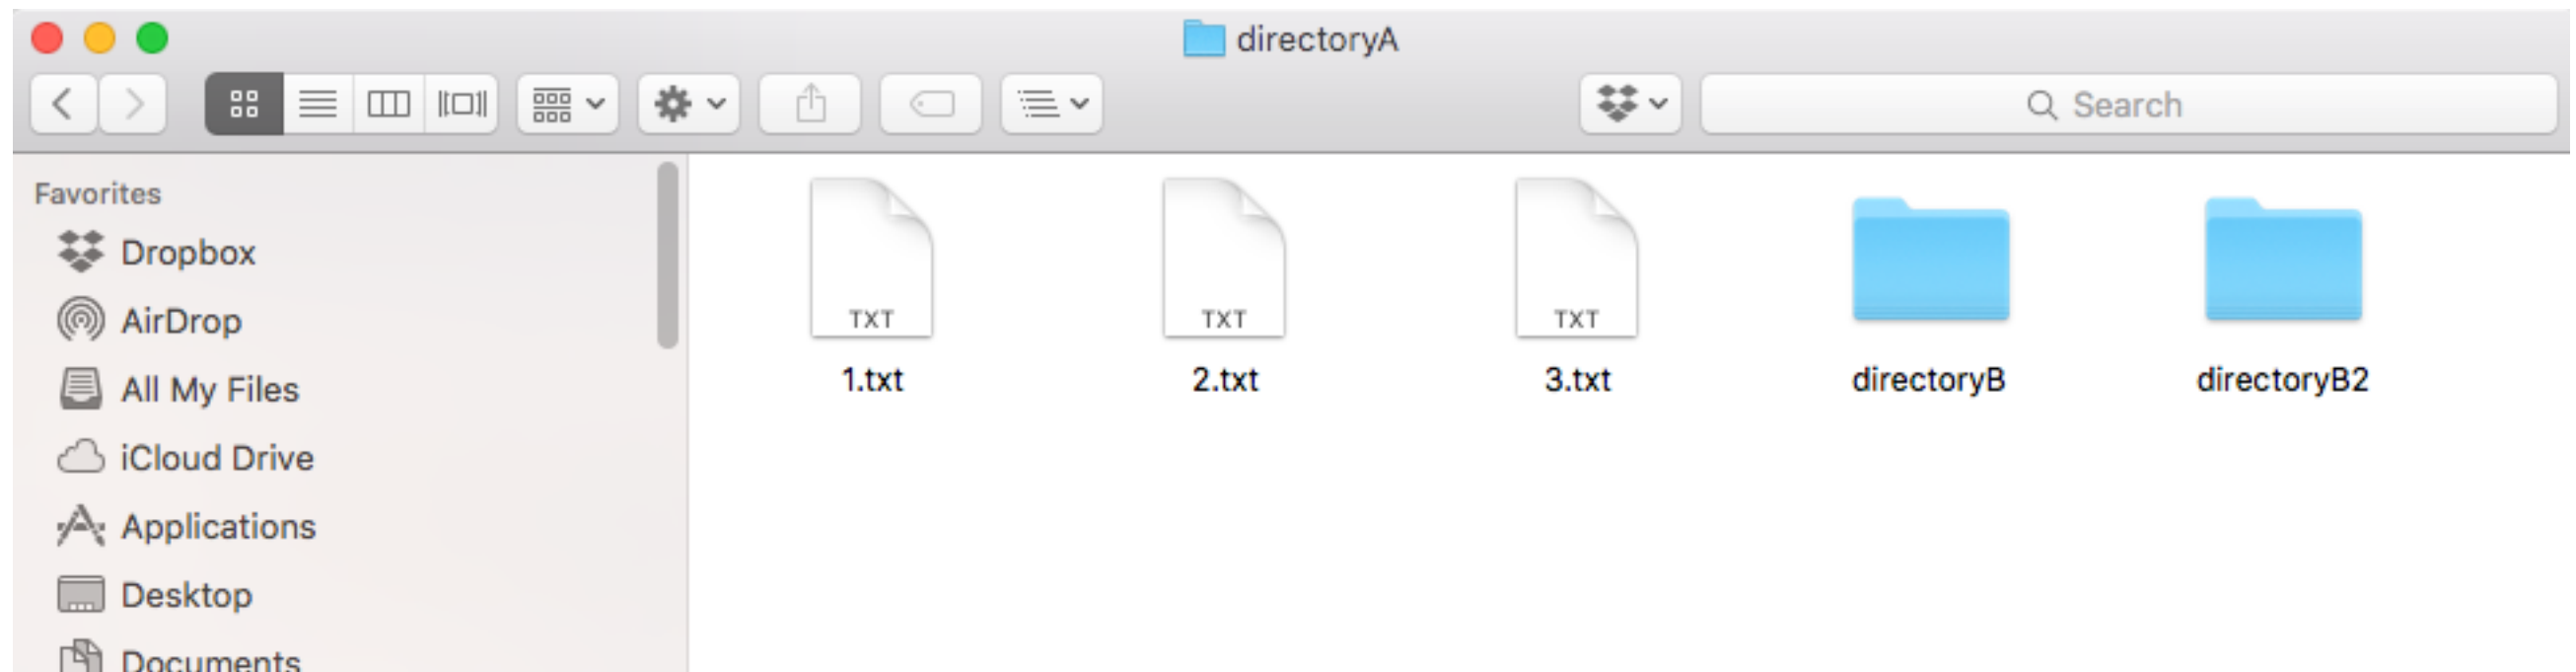 directoryA
Search
Favorites
Dropbox
AirDrop
All My Files
iCloud Drive
Applications
Desktop
Documents
TXT TXT TXT
1.txt 2.txt 3.txt directoryB directoryB2